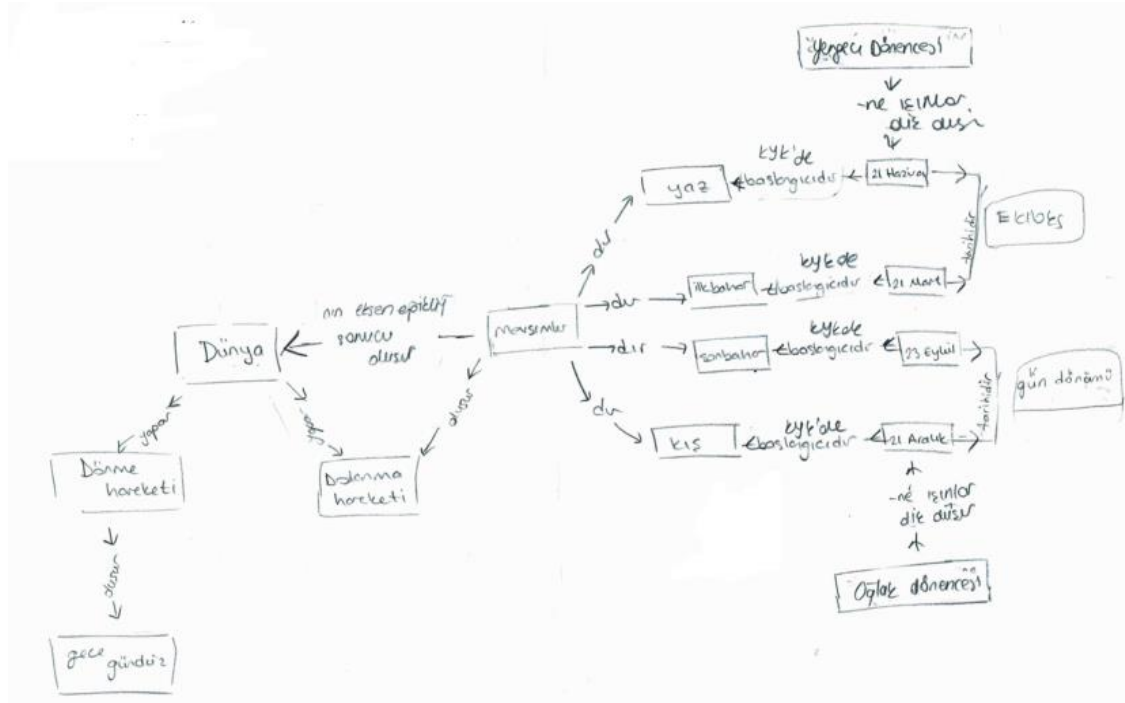 Yengeç Dönencesi
-ne ışınlar
dik düşer
kyk'de
yaz
başlangıcıdır
21 Haziran
Ekinoks
tarihidir
dır
kyk'de
ilkbahar
başlangıcıdır
21 Mart
dır
nın eksen eğikliği
sonucu
oluşur
Dünya
Mevsimler
kykde
dır
sonbahar
başlangıcıdır
23 Eylül
gün dönümü
tarihidir
dır
kyk'de
kış
başlangıcıdır
21 Aralık
yapar
yapar
oluşur
Dönme
hareketi
Dolanma
hareketi
-ne ışınlar
dik düşer
Oğlak dönencesi
oluşur
gece
gündüz